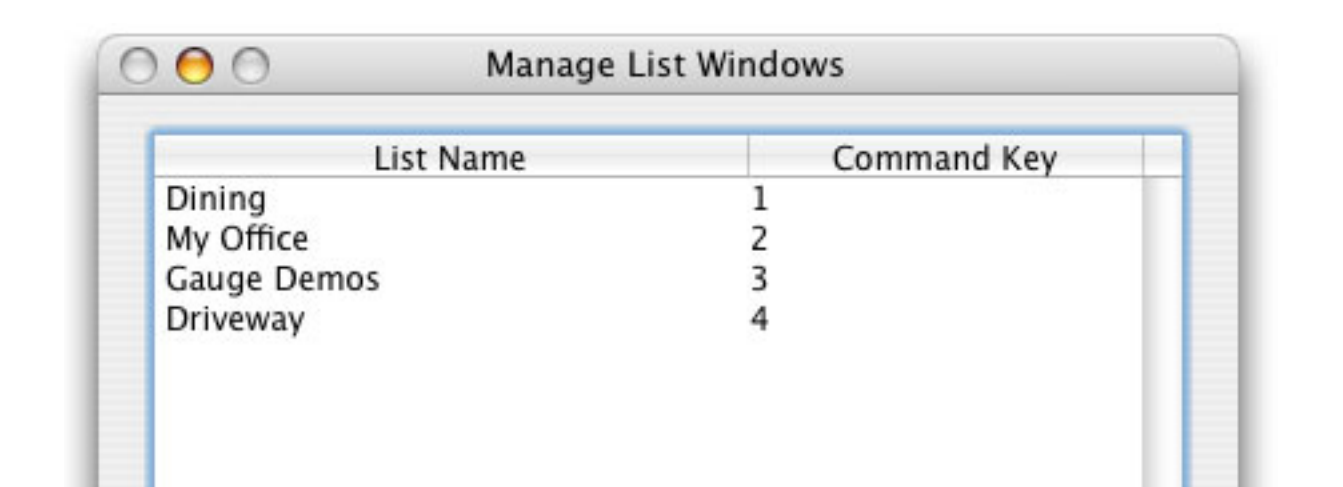 Manage List Windows
List Name Command Key
Dining 1
My Office 2
Gauge Demos 3
Driveway 4